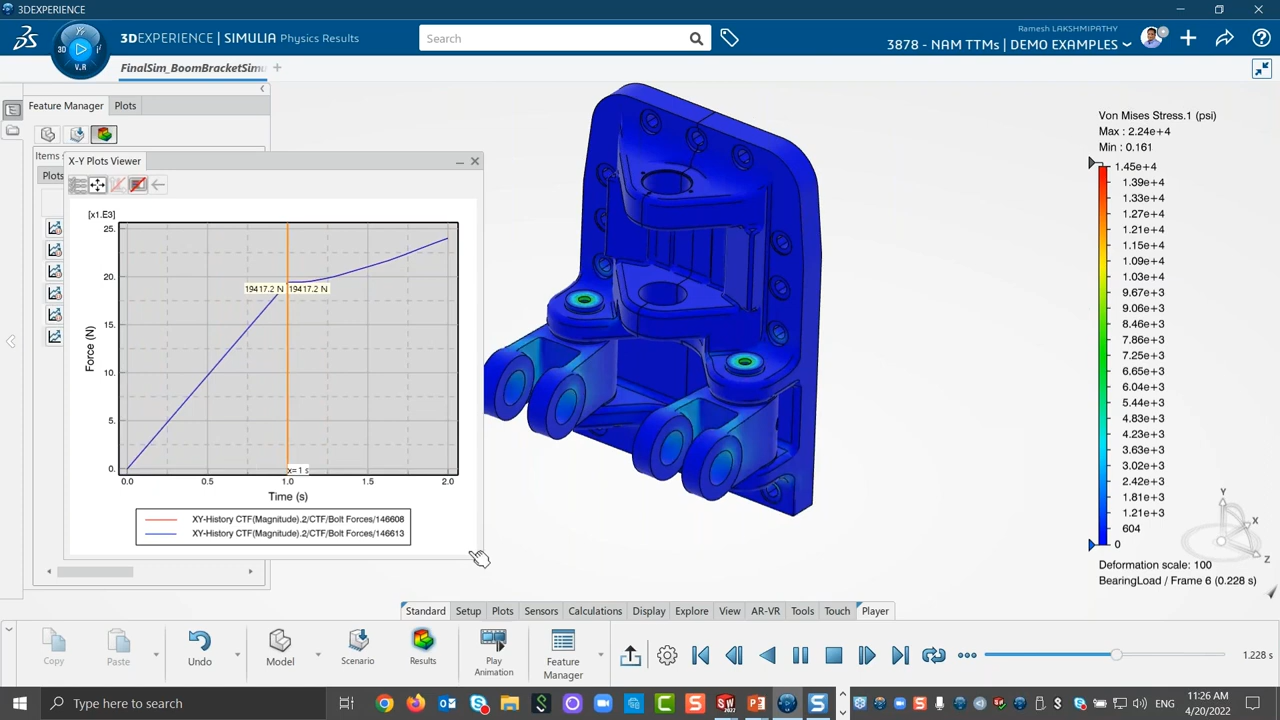 3DEXPERIENCE
3DEXPERIENCE | SIMULIA Physics Results
Search
Ramesh LAKSHMIPATHY
3878 - NAM TTMs | DEMO EXAMPLES
3D
V.R
FinalSim_BoomBracketSimu
Feature Manager
Plots
Items
Plots
X-Y Plots Viewer
[x1.E3]
25.
20.
15.
10.
5.
0.
Force (N)
19417.2 N
19417.2 N
x= 1 s
0.0
0.5
1.0
1.5
2.0
Time (s)
XY-History CTF(Magnitude).2/CTF/Bolt Forces/146608
XY-History CTF(Magnitude).2/CTF/Bolt Forces/146613
Von Mises Stress.1 (psi)
Max : 2.24e+4
Min : 0.161
1.45e+4
1.39e+4
1.33e+4
1.27e+4
1.21e+4
1.15e+4
1.09e+4
1.03e+4
9.67e+3
9.06e+3
8.46e+3
7.86e+3
7.25e+3
6.65e+3
6.04e+3
5.44e+3
4.83e+3
4.23e+3
3.63e+3
3.02e+3
2.42e+3
1.81e+3
1.21e+3
604
0
Y
X
Z
Deformation scale: 100
BearingLoad / Frame 6 (0.228 s)
Standard
Setup
Plots
Sensors
Calculations
Display
Explore
View
AR-VR
Tools
Touch
Player
Copy
Paste
Undo
Model
Scenario
Results
Play
Animation
Feature
Manager
1.228 s
Type here to search
ENG
11:26 AM
4/20/2022